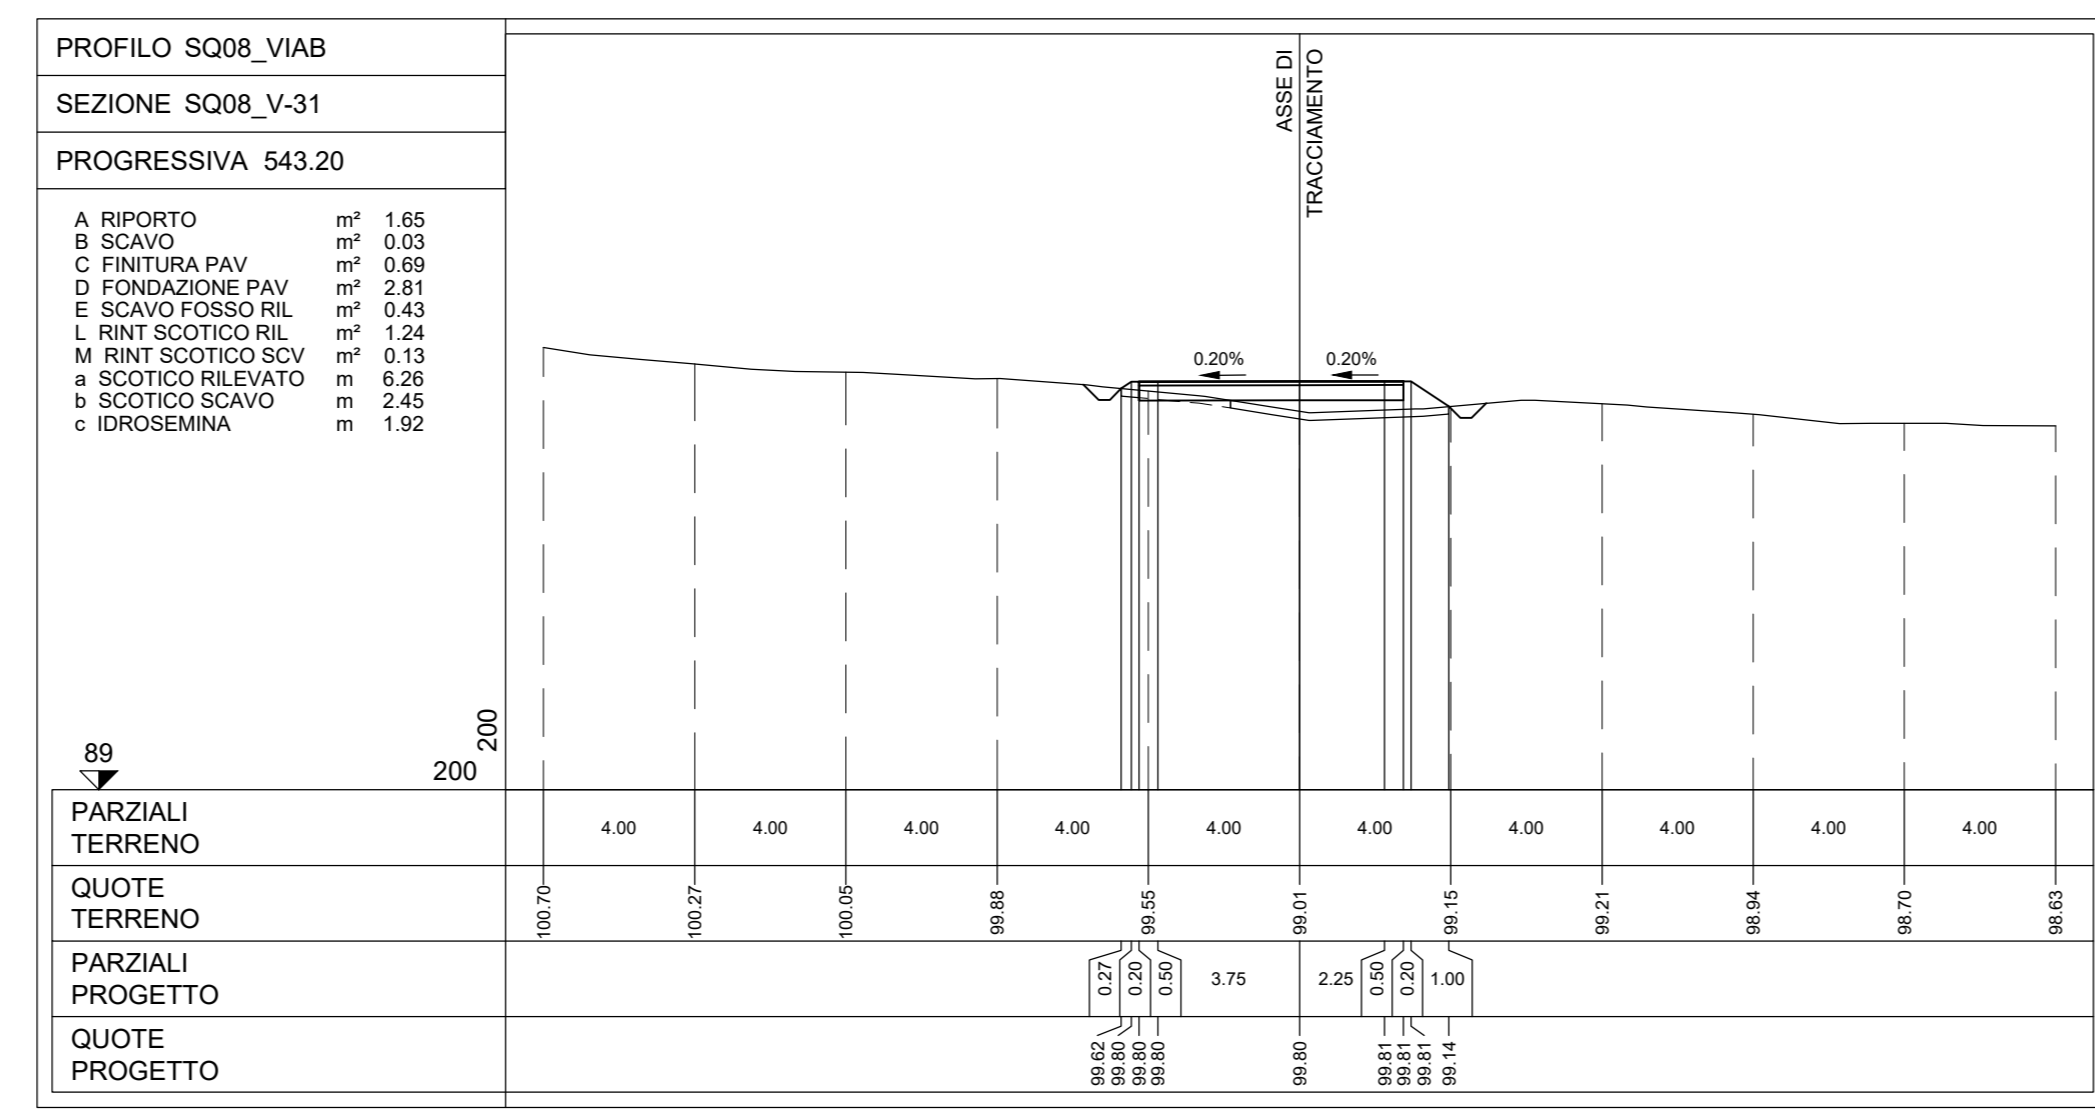 PROFILO SQ08_VIAB
SEZIONE SQ08_V-31
PROGRESSIVA 543.20
A RIPORTO m² 1.65
B SCAVO m² 0.03
C FINITURA PAV m² 0.69
D FONDAZIONE PAV m² 2.81
E SCAVO FOSSO RIL m² 0.43
L RINT SCOTICO RIL m² 1.24
M RINT SCOTICO SCV m² 0.13
a SCOTICO RILEVATO m 6.26
b SCOTICO SCAVO m 2.45
c IDROSEMINA m 1.92
ASSE DI
TRACCIAMENTO
0.20% 0.20%
89
200
200
PARZIALI
TERRENO
4.00 4.00 4.00 4.00 4.00 4.00 4.00 4.00 4.00 4.00
QUOTE
TERRENO
100.70 100.27 100.05 99.88 99.55 99.01 99.15 99.21 98.94 98.70 98.63
PARZIALI
PROGETTO
0.27 0.20 0.50 3.75 2.25 0.50 0.20 1.00
QUOTE
PROGETTO
99.62 99.80 99.80 99.80 99.80 99.81 99.81 99.81 99.14